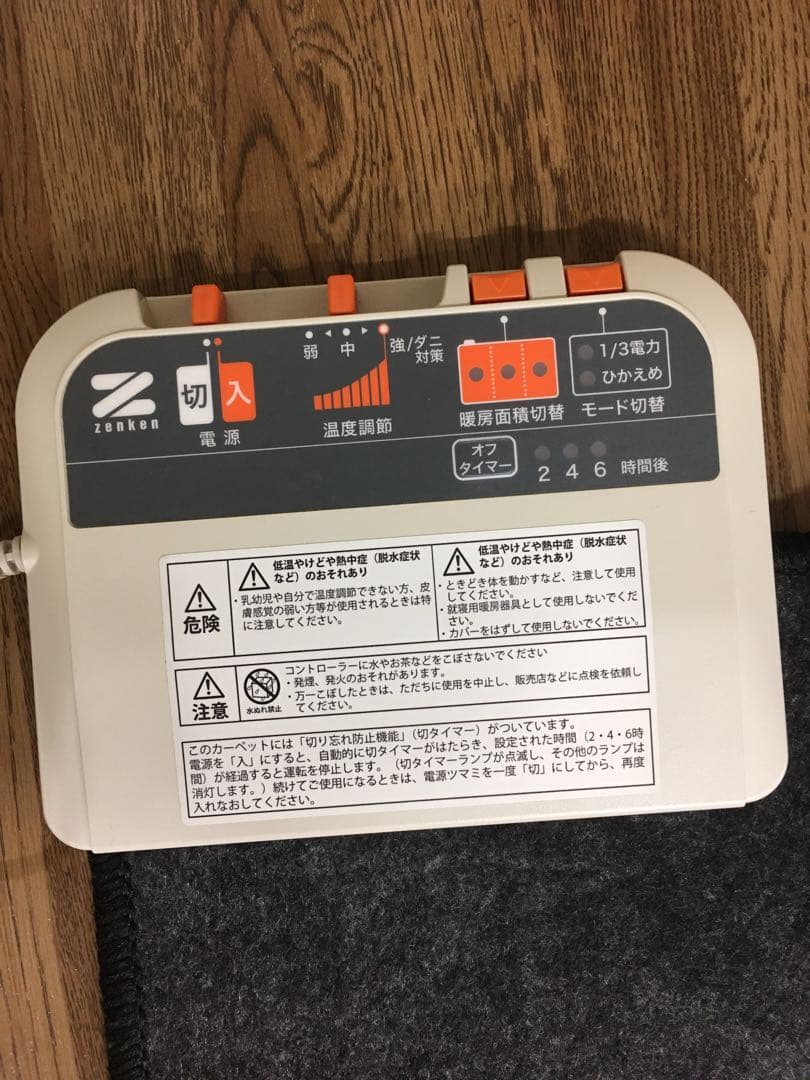 弱 ◀ 中 ▶ 強/ダニ
対策
切 入
1/3電力
ひかえめ
zenken
電源
温度調節
暖房面積切替
モード切替
オフ
タイマー
2 4 6 時間後
危険
低温やけどや熱中症（脱水症状
など）のおそれあり
・乳幼児や自分で温度調節できない方、皮
膚感覚の弱い方等が使用されるときは特
に注意してください。
低温やけどや熱中症（脱水症状
など）のおそれあり
・ときどき体を動かすなど、注意して使用
してください。
・就寝用暖房器具として使用しないでくだ
さい。
・カバーをはずして使用しないでください。
注意
水ぬれ禁止
コントローラーに水やお茶などをこぼさないでください
・発煙、発火のおそれがあります。
・万一こぼしたときは、ただちに使用を中止し、販売店などに点検を依頼し
てください。
このカーペットには「切り忘れ防止機能」（切タイマー）がついています。
電源を「入」にすると、自動的に切タイマーがはたらき、設定された時間（2・4・6時
間）が経過すると運転を停止します。（切タイマーランプが点滅し、その他のランプは
消灯します。）続けてご使用になるときは、電源ツマミを一度「切」にしてから、再度
入れなおしてください。